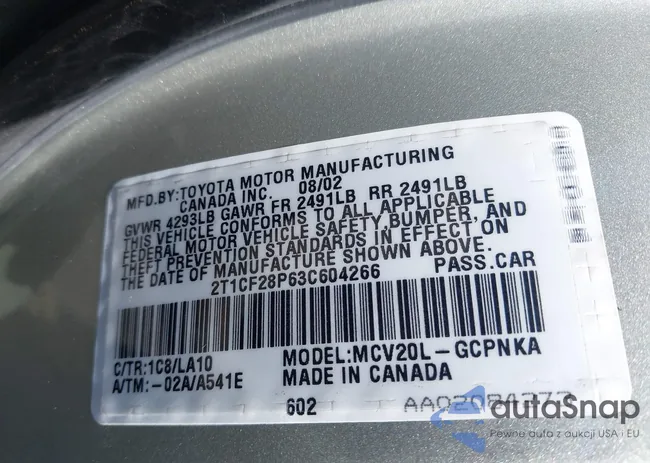 MFD.BY:TOYOTA MOTOR MANUFACTURING
CANADA INC. 08/02
GVWR 4293LB GAWR FR 2491LB RR 2491LB
THIS VEHICLE CONFORMS TO ALL APPLICABLE
FEDERAL MOTOR VEHICLE SAFETY,BUMPER, AND
THEFT PREVENTION STANDARDS IN EFFECT ON
THE DATE OF MANUFACTURE SHOWN ABOVE.
2T1CF28P63C604266 PASS.CAR
C/TR:1C8/LA10 MODEL:MCV20L-GCPNKA
A/TM:-02A/A541E MADE IN CANADA
602
autaSnap
Pewne auta z aukcji USA i EU